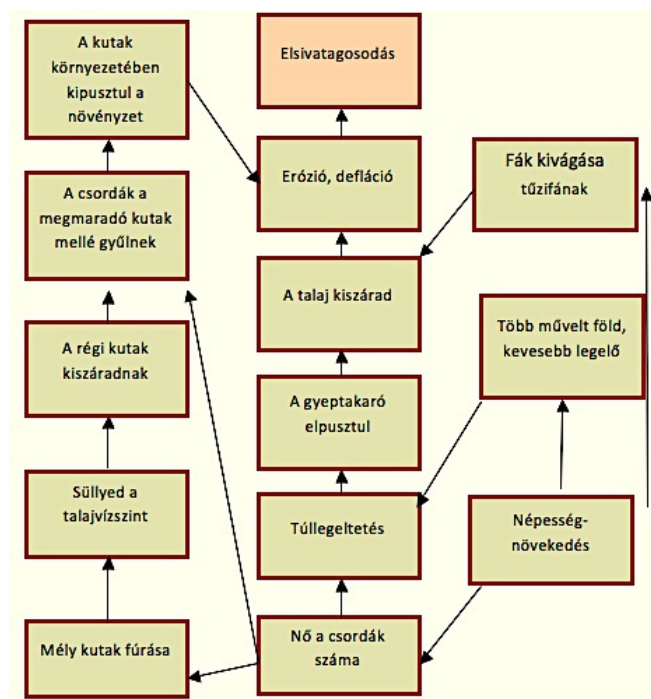 A kutak
környezetében
kipusztul a
növényzet
A csordák a
megmaradó kutak
mellé gyűlnek
A régi kutak
kiszáradnak
Süllyed a
talajvízszint
Mély kutak fúrása
Elsivatagosodás
Erózió, defláció
A talaj kiszárad
A gyeptakaró
elpusztul
Túllegeltetés
Nő a csordák
száma
Fák kivágása
tűzifának
Több művelt föld,
kevesebb legelő
Népesség-
növekedés